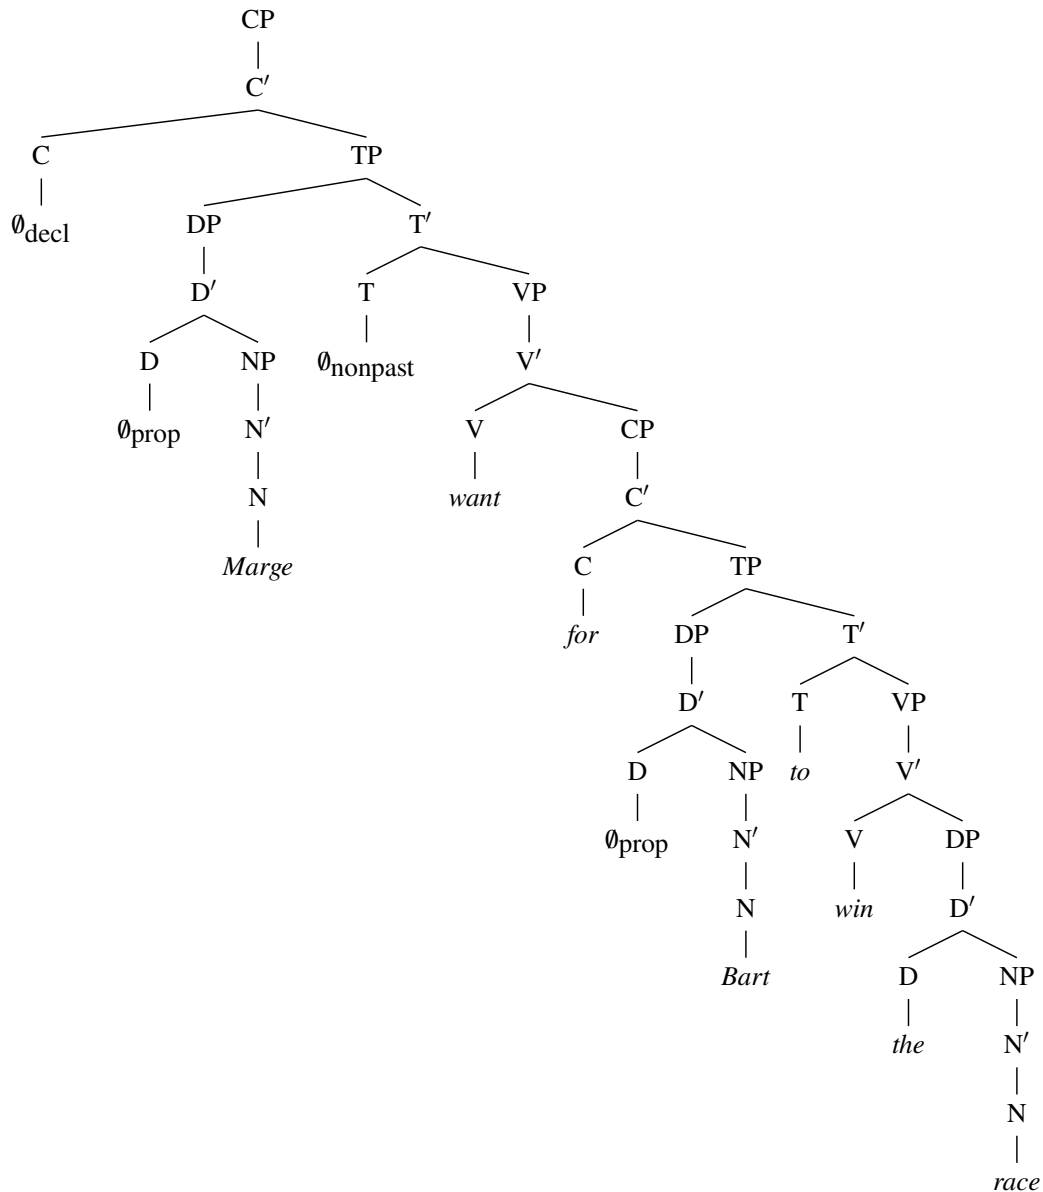 CP
C′
C TP
∅decl DP T′
D′ T VP
D NP ∅nonpast V′
∅prop N′ V CP
N want C′
Marge C TP
for DP T′
D′ T VP
D NP to V′
∅prop N′ V DP
N win D′
Bart D NP
the N′
N
race